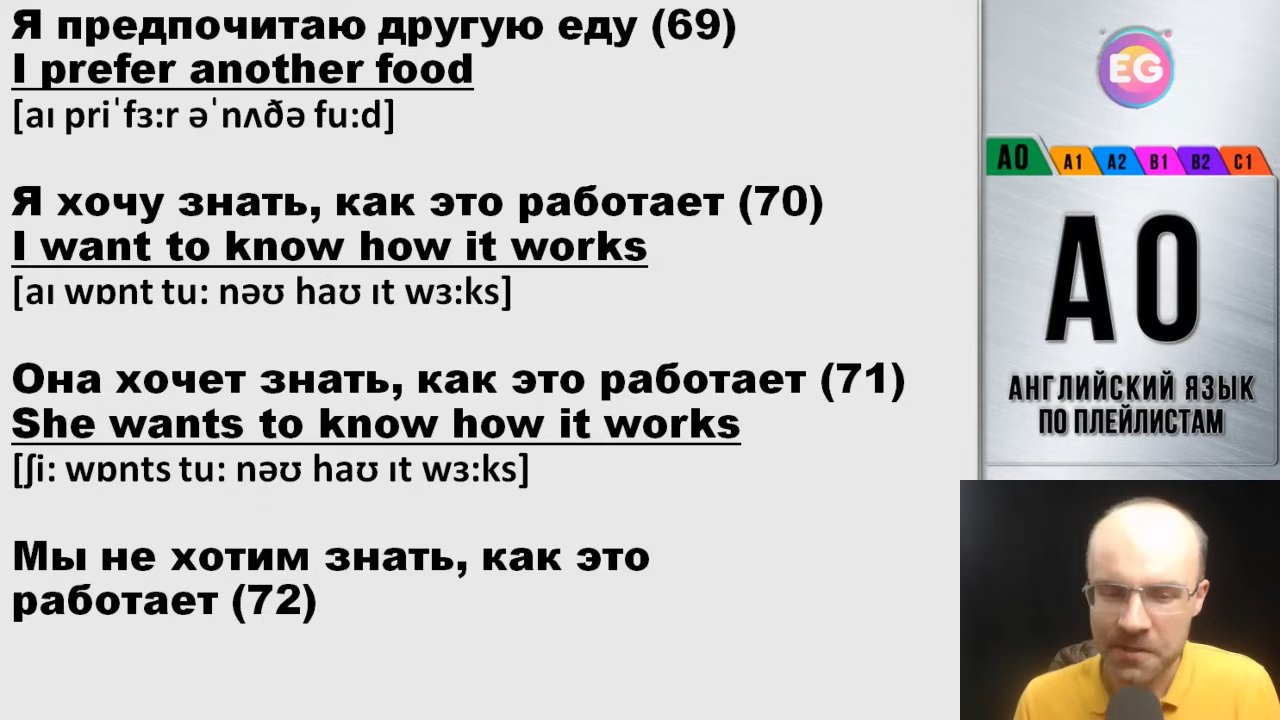 Я предпочитаю другую еду (69)
I prefer another food
[aɪ priˈfɜ:r əˈnʌðə fu:d]
Я хочу знать, как это работает (70)
I want to know how it works
[aɪ wɒnt tu: nəʊ haʊ ɪt wɜ:ks]
Она хочет знать, как это работает (71)
She wants to know how it works
[ʃi: wɒnts tu: nəʊ haʊ ɪt wɜ:ks]
Мы не хотим знать, как это
работает (72)
EG
A0 A1 A2 B1 B2 C1
A0
АНГЛИЙСКИЙ ЯЗЫК
ПО ПЛЕЙЛИСТАМ